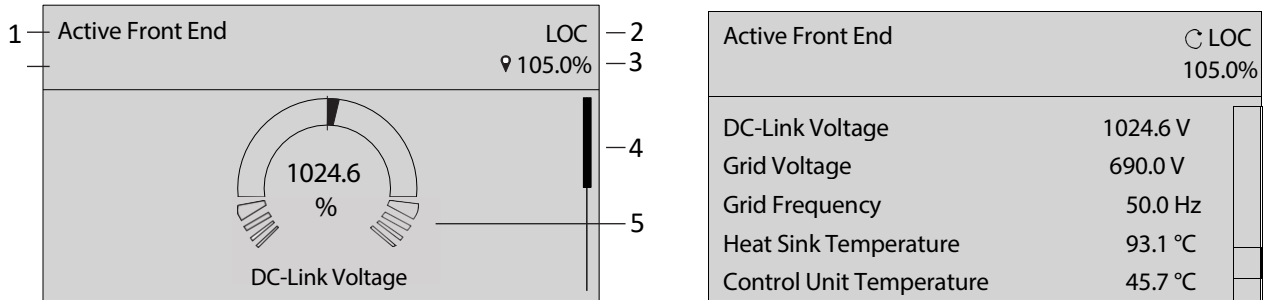 1 Active Front End LOC 2
105.0% 3
4
1024.6
%
5
DC-Link Voltage
Active Front End LOC
105.0%
DC-Link Voltage 1024.6 V
Grid Voltage 690.0 V
Grid Frequency 50.0 Hz
Heat Sink Temperature 93.1 °C
Control Unit Temperature 45.7 °C